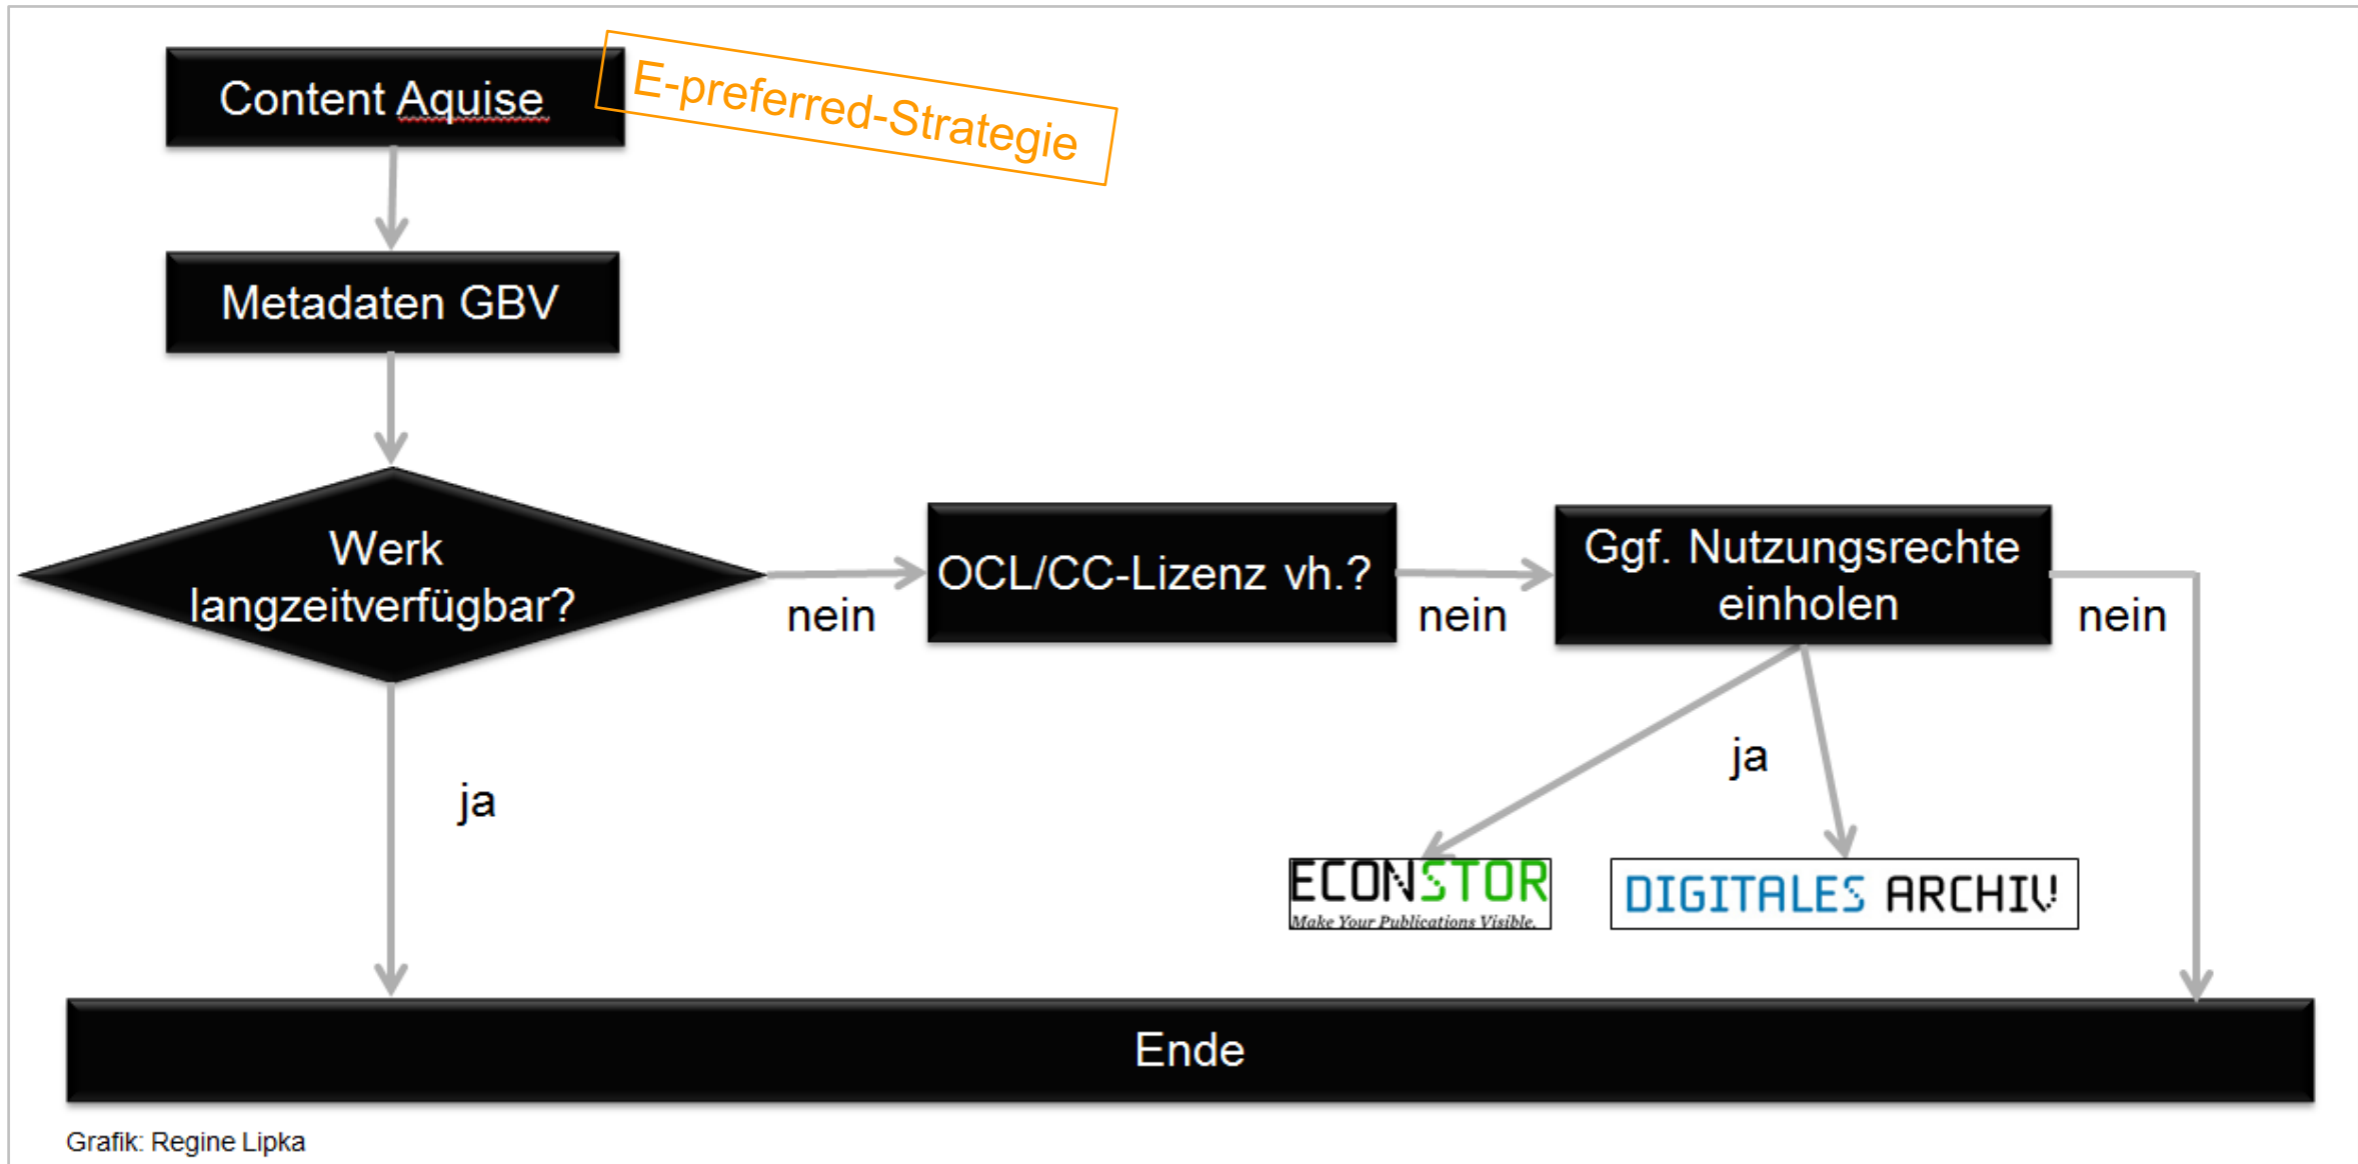 Content Aquise
E-preferred-Strategie
Metadaten GBV
Werk
langzeitverfügbar?
nein
OCL/CC-Lizenz vh.?
nein
Ggf. Nutzungsrechte
einholen
nein
ja
ja
ECONSTOR
Make Your Publications Visible.
DIGITALES ARCHIV
Ende
Grafik: Regine Lipka